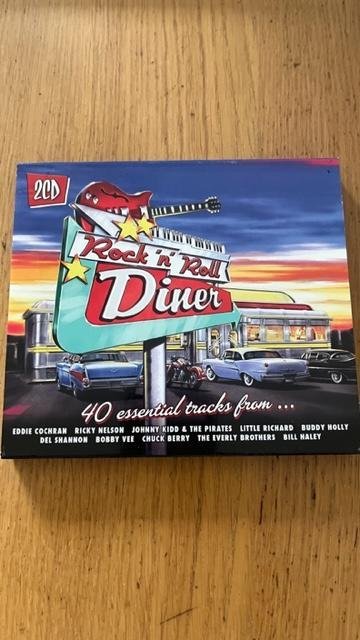 2CD
Rock 'n' Roll
Diner
40 essential tracks from ...
EDDIE COCHRAN RICKY NELSON JOHNNY KIDD & THE PIRATES LITTLE RICHARD BUDDY HOLLY
DEL SHANNON BOBBY VEE CHUCK BERRY THE EVERLY BROTHERS BILL HALEY